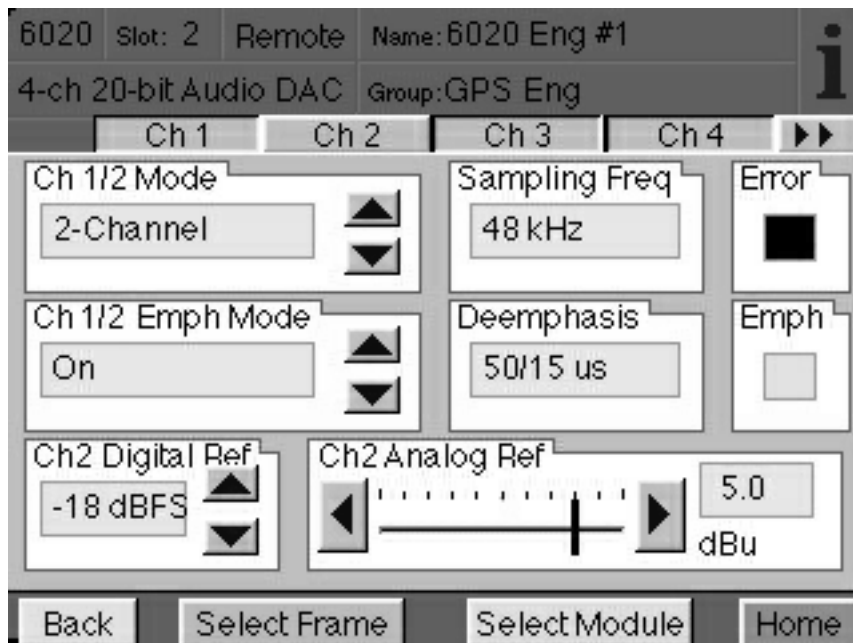 6020 Slot: 2 Remote Name: 6020 Eng #1
4-ch 20-bit Audio DAC Group: GPS Eng
i
Ch 1 Ch 2 Ch 3 Ch 4
Ch 1/2 Mode Sampling Freq Error
2-Channel 48 kHz
Ch 1/2 Emph Mode Deemphasis Emph
On 50/15 us
Ch2 Digital Ref Ch2 Analog Ref
-18 dBFS 5.0
dBu
Back Select Frame Select Module Home